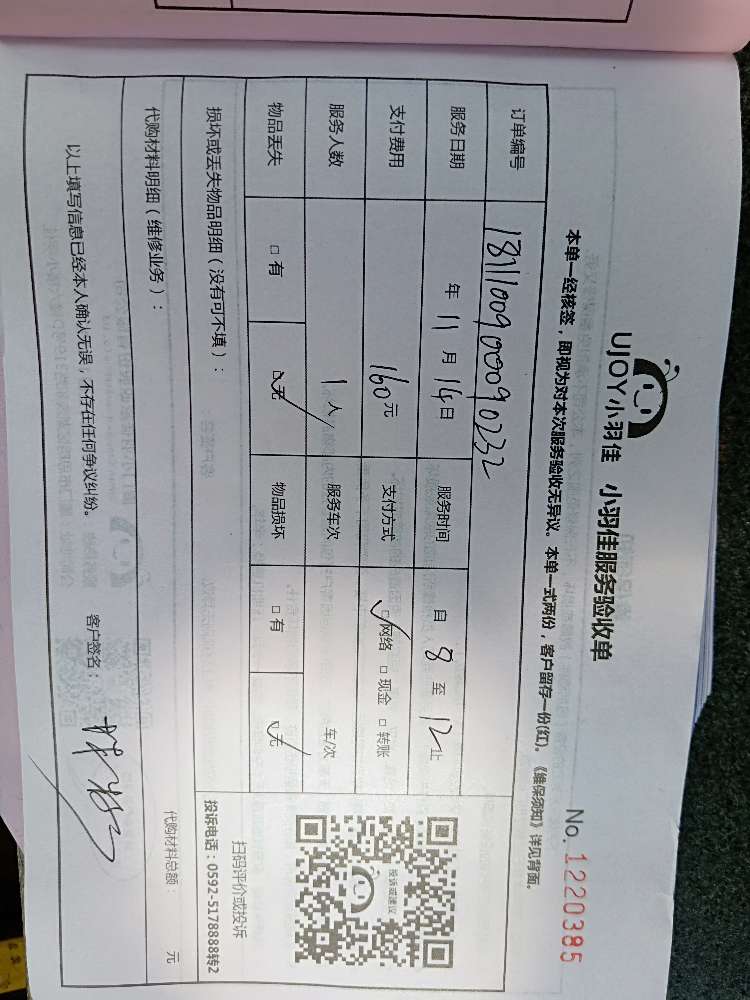 UJOY小羽佳 小羽佳服务验收单
No. 1220385
本单一经核签，即视为对本次服务验收无异议。本单一式两份，客户留存一份(红)。《维保须知》详见背面。
订单编号 18111009000090232
服务日期 年 11 月 14 日 服务时间 自 8 至 12 止
支付费用 160 元 支付方式 ☑网络 □现金 □转账
服务人数 1 人 服务车次 车/次
物品丢失 □有 ☑无 物品损坏 □有 ☑无
投诉或建议
扫码评价或投诉
投诉电话：0592-5178888转2
损坏或丢失物品明细（没有可不填）：
代购材料明细（维修业务）： 代购材料总额： 元
以上填写信息已经本人确认无误，不存在任何争议纠纷。 客户签名：